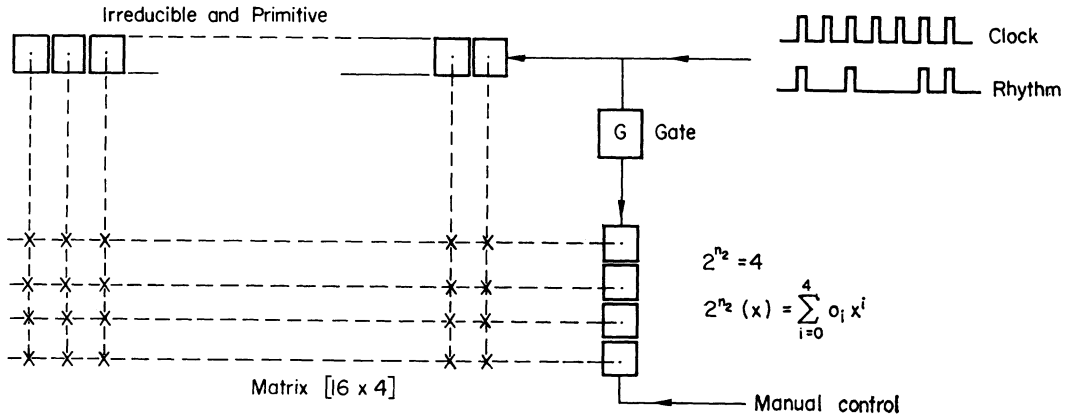 Irreducible and Primitive
Clock
Rhythm
G Gate
2^{n_2} = 4
2^{n_2} (x) = \sum_{i=0}^{4} o_i x^i
Matrix [16 x 4]
Manual control